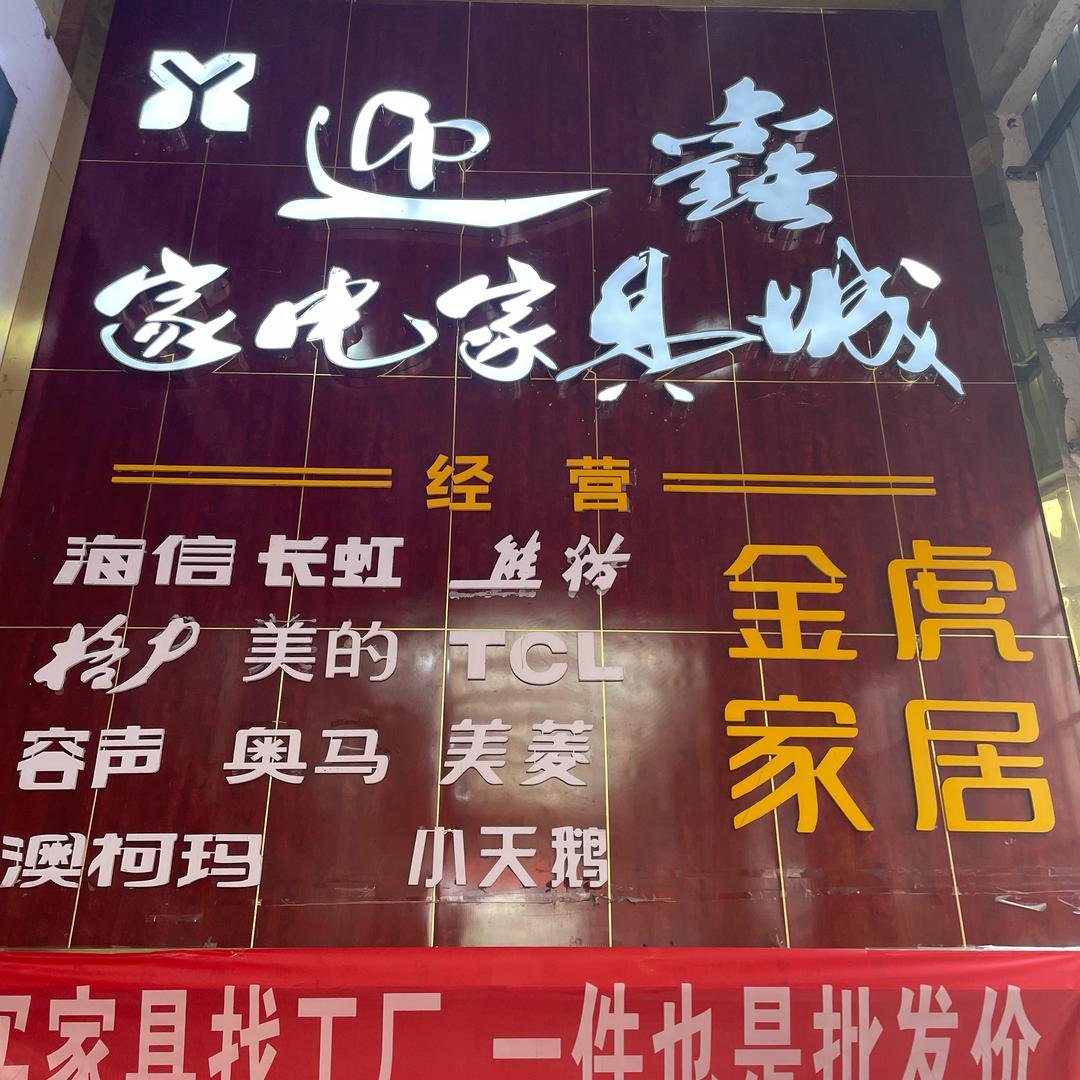 迎鑫
家电家具城
经营
海信 长虹 熊猫
格力 美的 TCL
容声 奥马 美菱
澳柯玛 小天鹅
金虎
家居
买家具找工厂 一件也是批发价